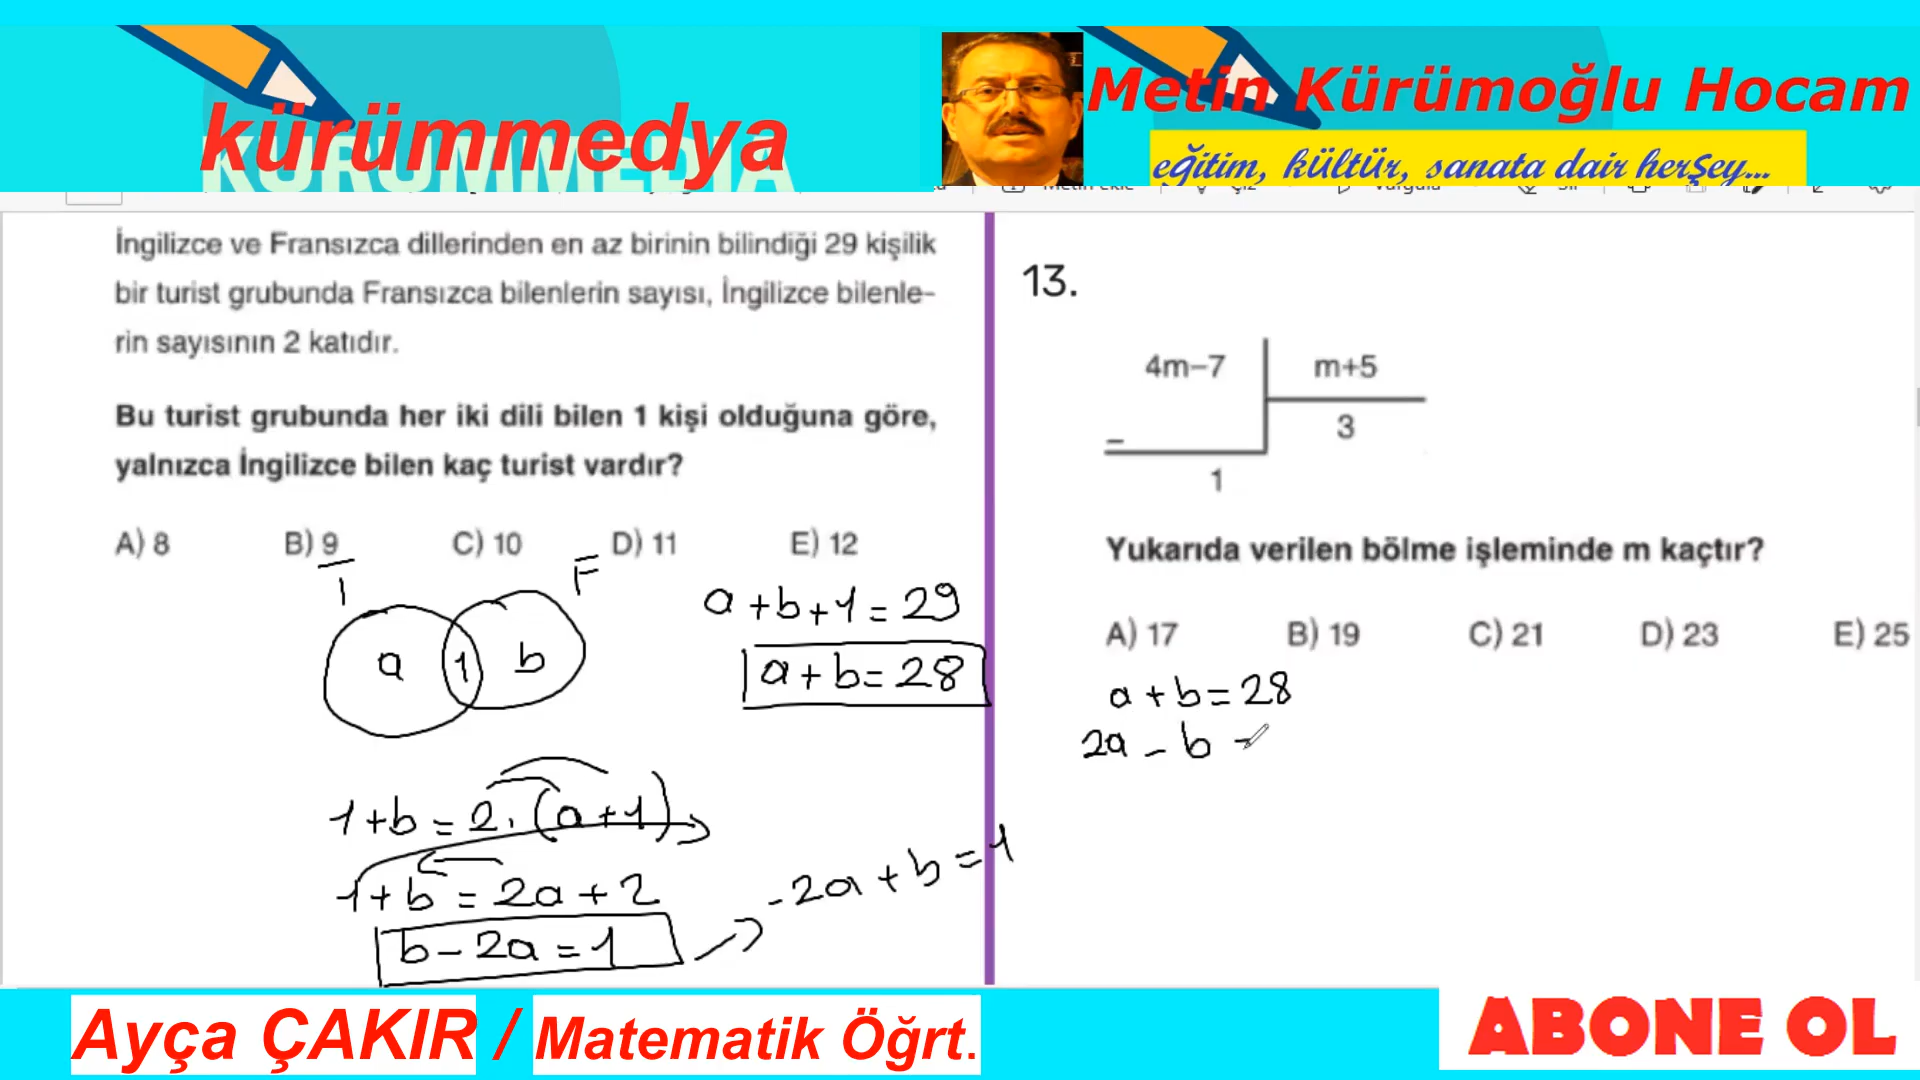 kürümmedya
KÜRÜMMEDİA
Metin Kürümoğlu Hocam
eğitim, kültür, sanata dair herşey...
İngilizce ve Fransızca dillerinden en az birinin bilindiği 29 kişilik
bir turist grubunda Fransızca bilenlerin sayısı, İngilizce bilenle-
rin sayısının 2 katıdır.
Bu turist grubunda her iki dili bilen 1 kişi olduğuna göre,
yalnızca İngilizce bilen kaç turist vardır?
A) 8 B) 9 C) 10 D) 11 E) 12
İ F
a 1 b
a + b + 1 = 29
a + b = 28
1 + b = 2 . (a + 1)
1 + b = 2a + 2
b - 2a = 1
-2a + b = 1
13.
4m-7 m+5
3
1
Yukarıda verilen bölme işleminde m kaçtır?
A) 17 B) 19 C) 21 D) 23 E) 25
a + b = 28
2a - b
Ayça ÇAKIR / Matematik Öğrt.
ABONE OL